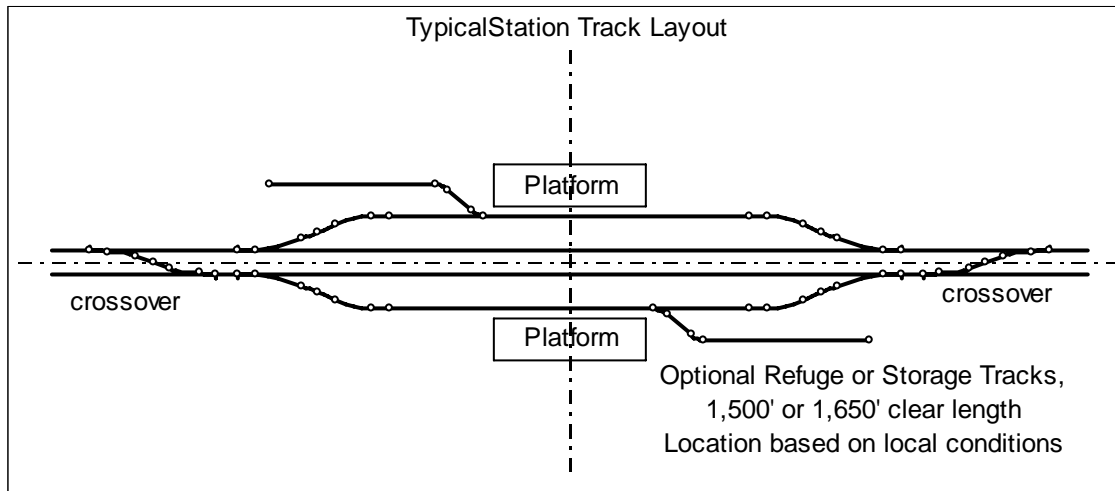 TypicalStation Track Layout
Platform
crossover
crossover
Platform
Optional Refuge or Storage Tracks,
1,500' or 1,650' clear length
Location based on local conditions